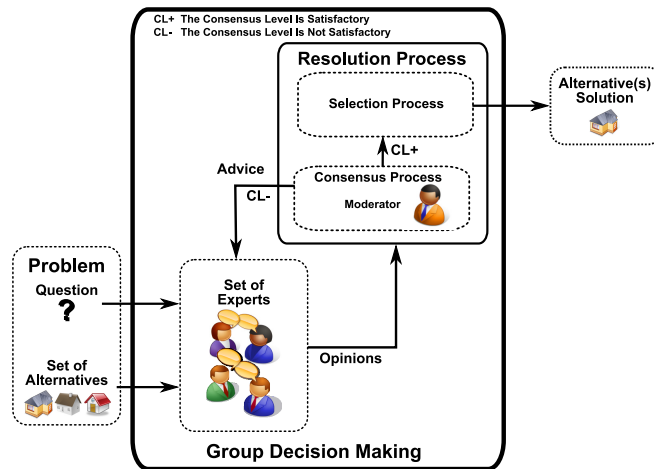 CL+ The Consensus Level Is Satisfactory
CL- The Consensus Level Is Not Satisfactory
Resolution Process
Selection Process
Alternative(s)
Solution
CL+
Advice
CL-
Consensus Process
Moderator
Problem
Question
?
Set of
Experts
Opinions
Set of
Alternatives
Group Decision Making